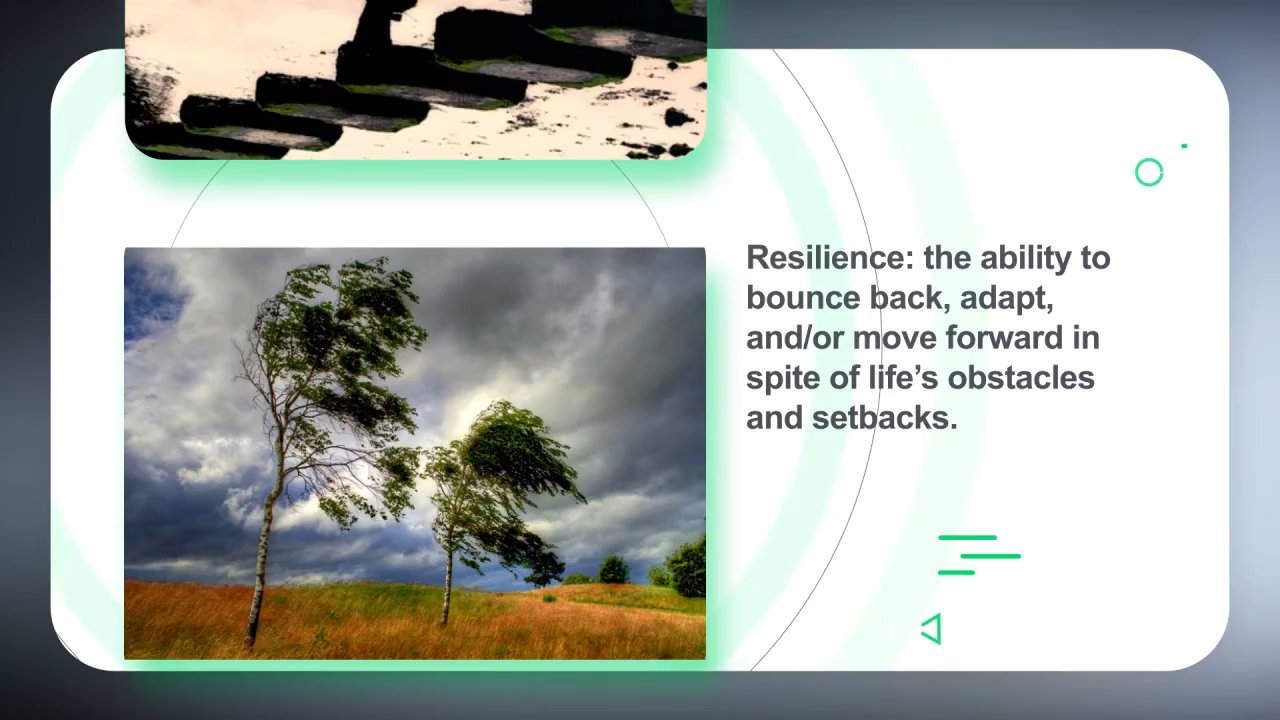 Resilience: the ability to
bounce back, adapt,
and/or move forward in
spite of life’s obstacles
and setbacks.